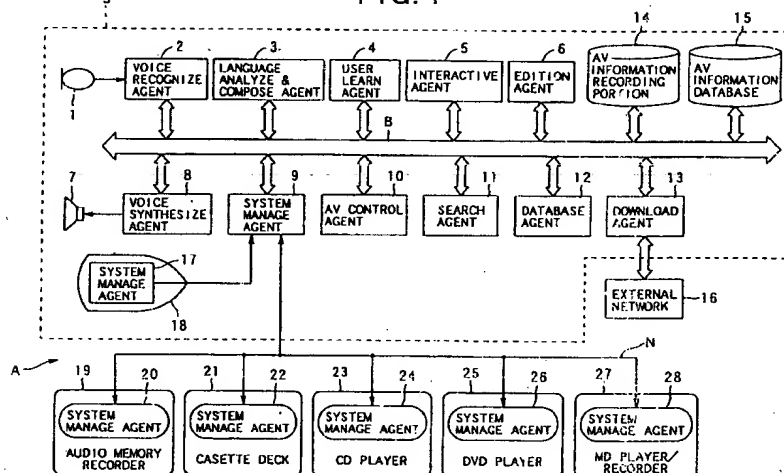 2
VOICE
RECOGNIZE
AGENT
3
LANGUAGE
ANALYZE &
COMPOSE AGENT
4
USER
LEARN
AGENT
5
INTERACTIVE
AGENT
6
EDITION
AGENT
14
AV
INFORMATION
RECORDING
PORTION
15
AV
INFORMATION
DATABASE
1
B
7
8
VOICE
SYNTHESIZE
AGENT
9
SYSTEM
MANAGE
AGENT
10
AV CONTROL
AGENT
11
SEARCH
AGENT
12
DATABASE
AGENT
13
DOWNLOAD
AGENT
17
SYSTEM
MANAGE
AGENT
18
EXTERNAL
NETWORK
16
A
N
19
20
SYSTEM
MANAGE AGENT
AUDIO MEMORY
RECORDER
21
22
SYSTEM
MANAGE AGENT
CASETTE DECK
23
24
SYSTEM
MANAGE AGENT
CD PLAYER
25
26
SYSTEM
MANAGE AGENT
DVD PLAYER
27
28
SYSTEM
MANAGE AGENT
MD PLAYER/
RECORDER